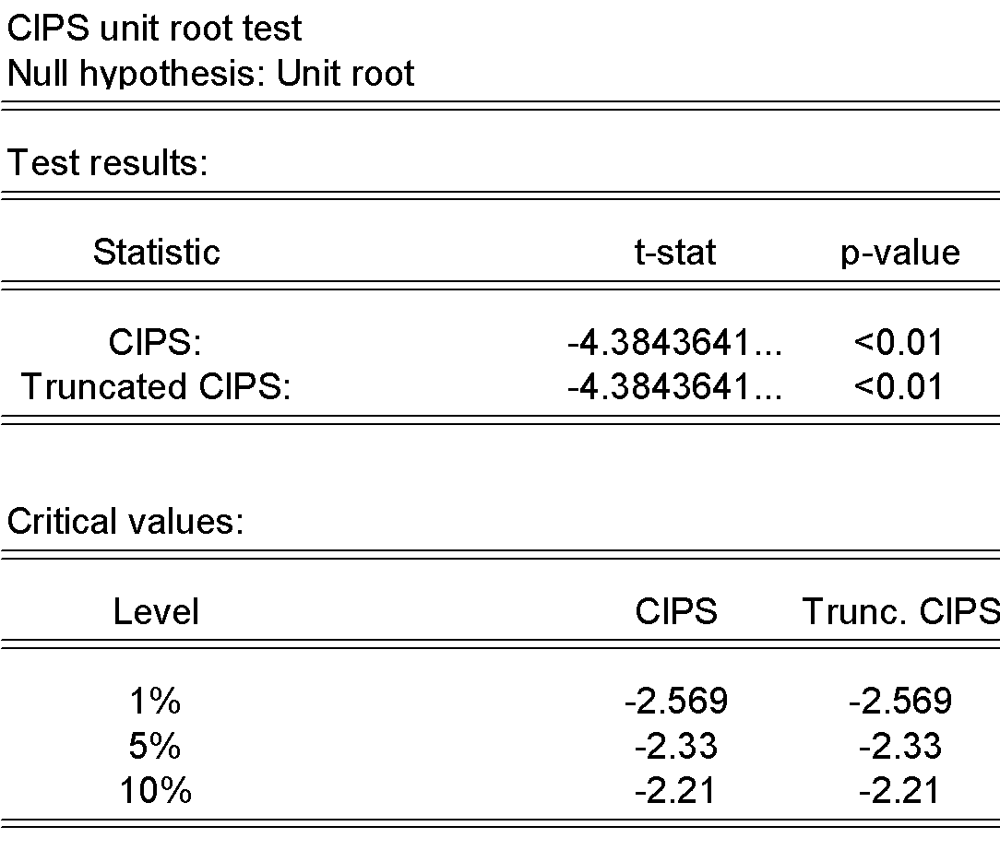 CIPS unit root test
Null hypothesis: Unit root
Test results:
Statistic t-stat p-value
CIPS: -4.3843641... <0.01
Truncated CIPS: -4.3843641... <0.01
Critical values:
Level CIPS Trunc. CIPS
1% -2.569 -2.569
5% -2.33 -2.33
10% -2.21 -2.21